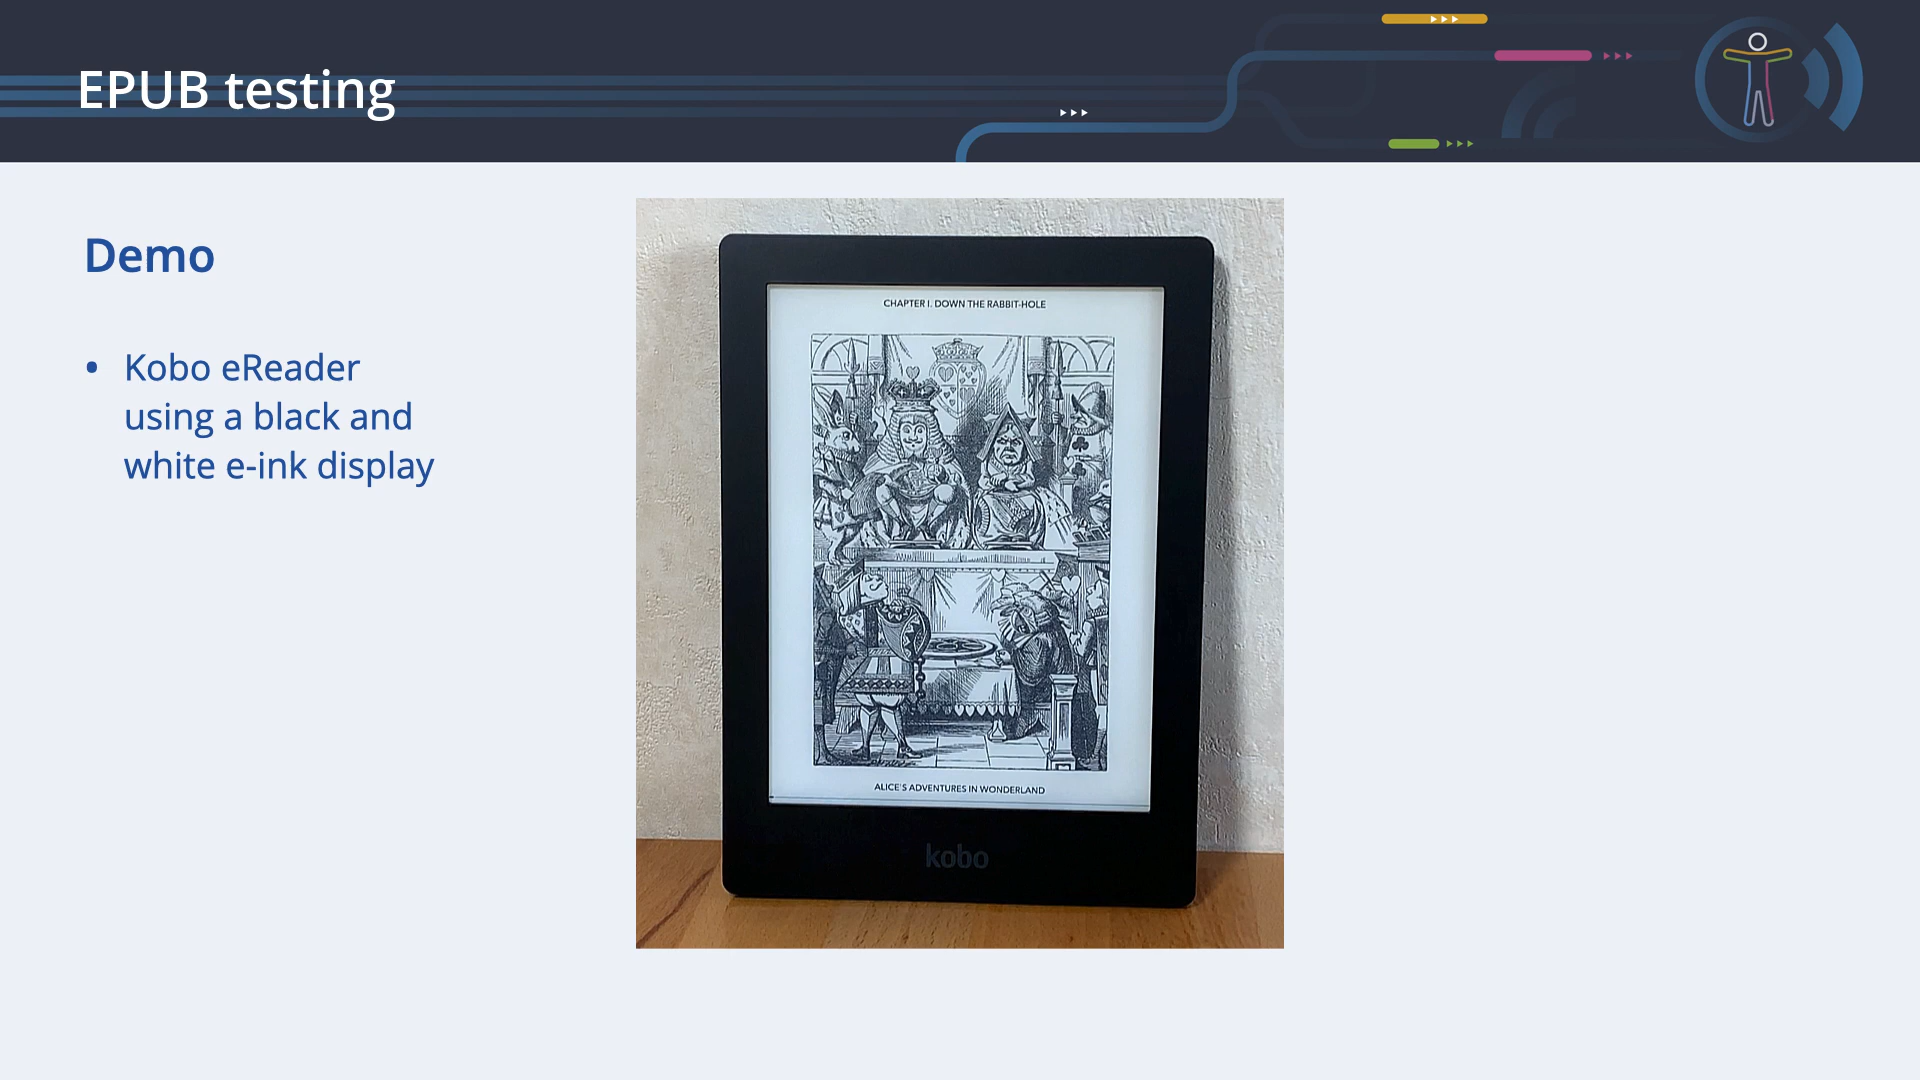 EPUB testing
Demo
• Kobo eReader
using a black and
white e-ink display
CHAPTER I. DOWN THE RABBIT-HOLE
ALICE'S ADVENTURES IN WONDERLAND
kobo